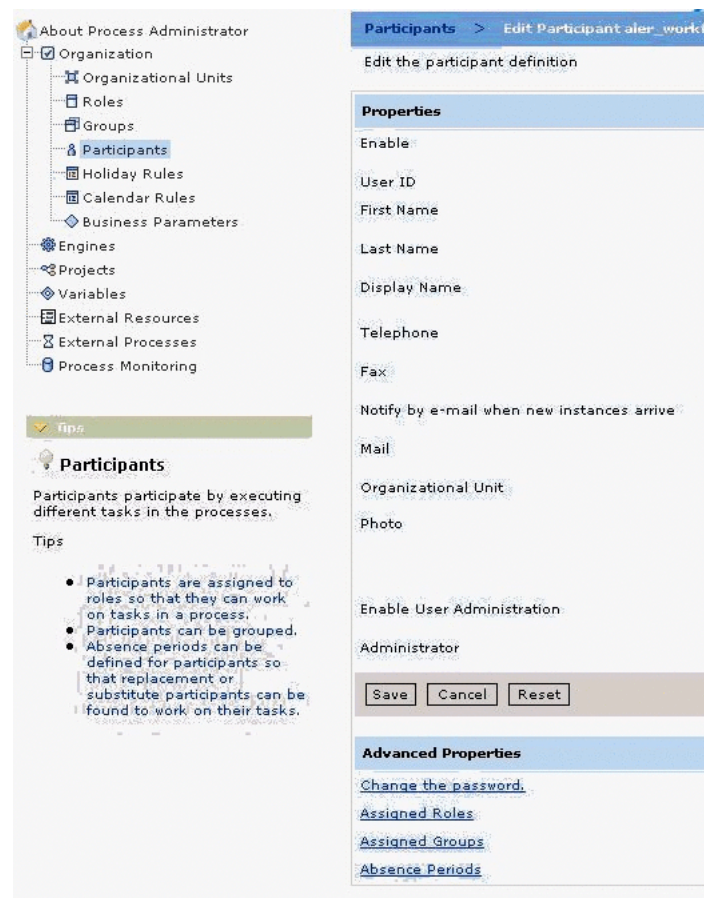 About Process Administrator
Organization
Organizational Units
Roles
Groups
Participants
Holiday Rules
Calendar Rules
Business Parameters
Engines
Projects
Variables
External Resources
External Processes
Process Monitoring
Tips
Participants
Participants participate by executing
different tasks in the processes.
Tips
Participants are assigned to
roles so that they can work
on tasks in a process.
Participants can be grouped.
Absence periods can be
defined for participants so
that replacement or
substitute participants can be
found to work on their tasks.
Participants > Edit Participant aler_workf
Edit the participant definition
Properties
Enable
User ID
First Name
Last Name
Display Name
Telephone
Fax
Notify by e-mail when new instances arrive
Mail
Organizational Unit
Photo
Enable User Administration
Administrator
Save Cancel Reset
Advanced Properties
Change the password.
Assigned Roles
Assigned Groups
Absence Periods